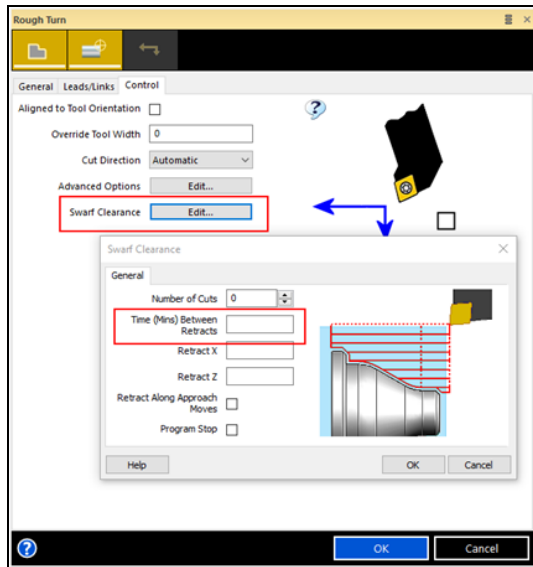 Rough Turn
General Leads/Links Control
Aligned to Tool Orientation
Override Tool Width 0
Cut Direction Automatic
Advanced Options Edit...
Swarf Clearance Edit...
Swarf Clearance
General
Number of Cuts 0
Time (Mins) Between
Retracts
Retract X
Retract Z
Retract Along Approach
Moves
Program Stop
Help OK Cancel
OK Cancel